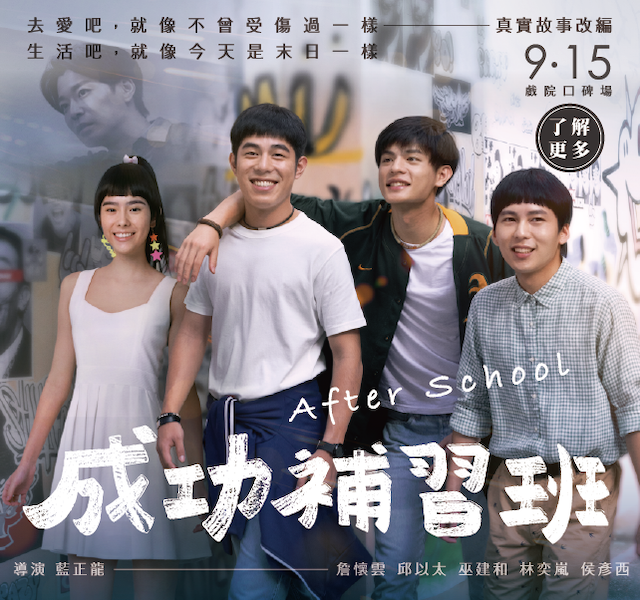 去愛吧，就像不曾受傷過一樣
真實故事改編
生活吧，就像今天是末日一樣
9·15
戲院口碑場
了解
更多
After School
成功補習班
導演 藍正龍
詹懷雲 邱以太 巫建和 林奕嵐 侯彥西